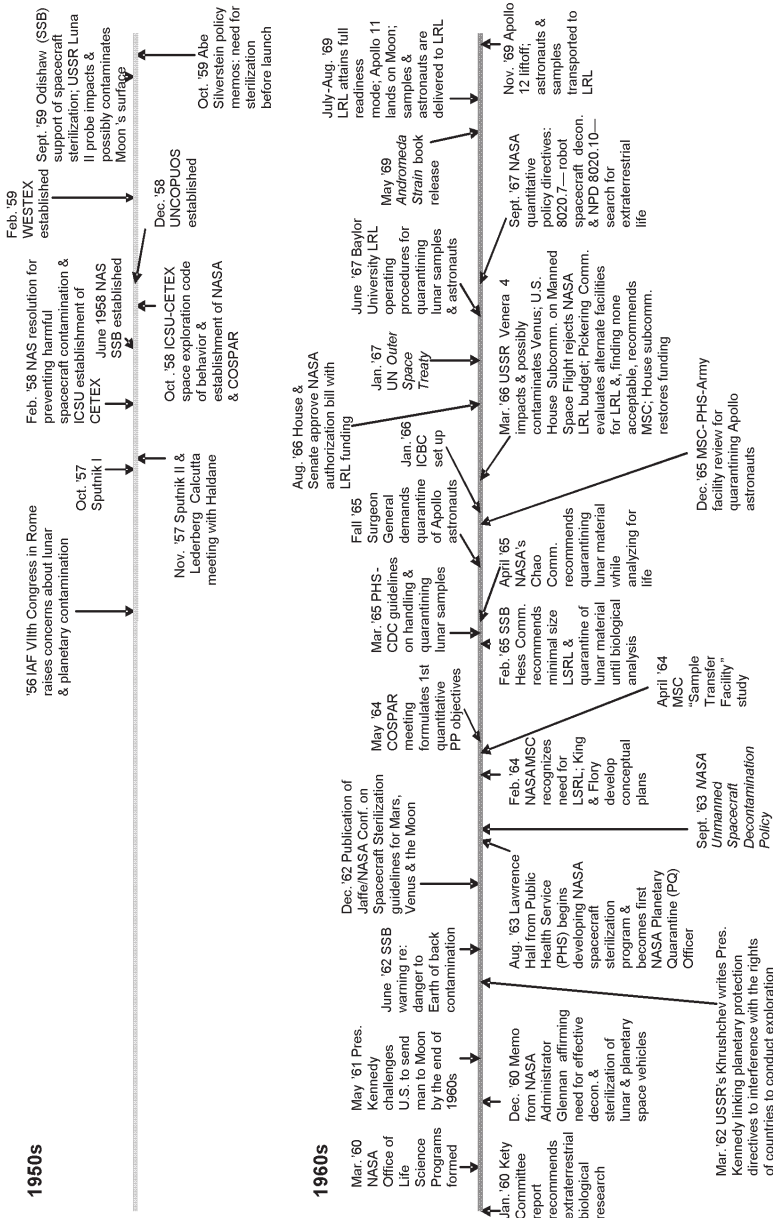 1950s
'56 IAF VIIth Congress in Rome
raises concerns about lunar
& planetary contamination
Oct. '57
Sputnik I
Nov. '57 Sputnik II &
Lederberg Calcutta
meeting with Haldane
Feb. '58 NAS resolution for
preventing harmful
spacecraft contamination &
ICSU establishment of
CETEX
June 1958 NAS
SSB established
Oct. '58 ICSU-CETEX
space exploration code
of behavior &
establishment of NASA
& COSPAR
Dec. '58
UNCOPUOS
established
Feb. '59
WESTEX
established
Sept. '59 Odishaw (SSB)
support of spacecraft
sterilization; USSR Luna
II probe impacts &
possibly contaminates
Moon's surface
Oct. '59 Abe
Silverstein policy
memos: need for
sterilization
before launch
1960s
Jan. '60 Kety
Committee
report
recommends
extraterrestrial
biological
research
Mar. '60
NASA
Office of
Life
Science
Programs
formed
Dec. '60 Memo
from NASA
Administrator
Glennan affirming
need for effective
decon. &
sterilization of
lunar & planetary
space vehicles
May '61 Pres.
Kennedy
challenges
U.S. to send
man to Moon
by the end of
1960s
Mar. '62 USSR's Khrushchev writes Pres.
Kennedy linking planetary protection
directives to interference with the rights
of countries to conduct exploration
June '62 SSB
warning re:
danger to
Earth of back
contamination
Dec. '62 Publication of
Jaffe/NASA Conf. on
Spacecraft Sterilization
guidelines for Mars,
Venus & the Moon
Aug. '63 Lawrence
Hall from Public
Health Service
(PHS) begins
developing NASA
spacecraft
sterilization
program &
becomes first
NASA Planetary
Quarantine (PQ)
Officer
Sept. '63 NASA
Unmanned
Spacecraft
Decontamination
Policy
Feb. '64
NASA MSC
recognizes
need for
LSRL; King
& Flory
develop
conceptual
plans
April '64
MSC
“Sample
Transfer
Facility”
study
May '64
COSPAR
meeting
formulates 1st
quantitative
PP objectives
Feb. '65 SSB
Hess Comm.
recommends
minimal size
LSRL &
quarantine of
lunar material
until biological
analysis
Mar. '65 PHS-
CDC guidelines
on handling &
quarantining
lunar samples
April '65
NASA's
Chao
Comm.
recommends
quarantining
lunar material
while
analyzing for
life
Fall '65
Surgeon
General
demands
quarantine
of Apollo
astronauts
Dec. '65 MSC-PHS-Army
facility review for
quarantining Apollo
astronauts
Jan. '66
ICBC
set up
Mar. '66 USSR Venera 4
impacts & possibly
contaminates Venus; U.S.
House Subcomm. on Manned
Space Flight rejects NASA
LRL budget; Pickering Comm.
evaluates alternate facilities
for LRL &, finding none
acceptable, recommends
MSC; House subcomm.
restores funding
Aug. '66 House &
Senate approve NASA
authorization bill with
LRL funding
Jan. '67
UN Outer
Space
Treaty
June '67 Baylor
University LRL
operating
procedures for
quarantining
lunar samples
& astronauts
Sept. '67 NASA
quantitative
policy directives:
8020.7— robot
spacecraft decon.
& NPD 8020.10—
search for
extraterrestrial
life
May '69
Andromeda
Strain book
release
July-Aug. '69
LRL attains full
readiness
mode; Apollo 11
lands on Moon;
samples &
astronauts are
delivered to LRL
Nov. '69 Apollo
12 liftoff;
astronauts &
samples
transported to
LRL